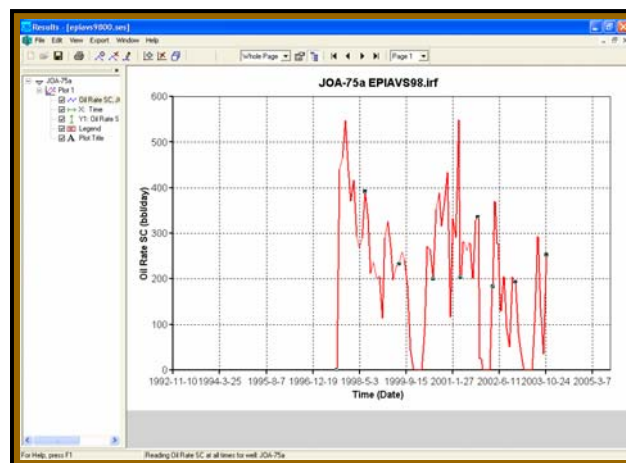 Results - [epiavs9800.ses]
File Edit View Export Window Help
Whole Page
Page 1
JOA-75a
Plot 1
Oil Rate SC, J
X: Time
Y1: Oil Rate S
Legend
A Plot Title
JOA-75a EPIAVS98.irf
600
500
400
300
200
100
0
Oil Rate SC (bbl/day)
1992-11-10 1994-3-25 1995-8-7 1996-12-19 1998-5-3 1999-9-15 2001-1-27 2002-6-11 2003-10-24 2005-3-7
Time (Date)
For Help, press F1
Reading Oil Rate SC at all times for well: JOA-75a